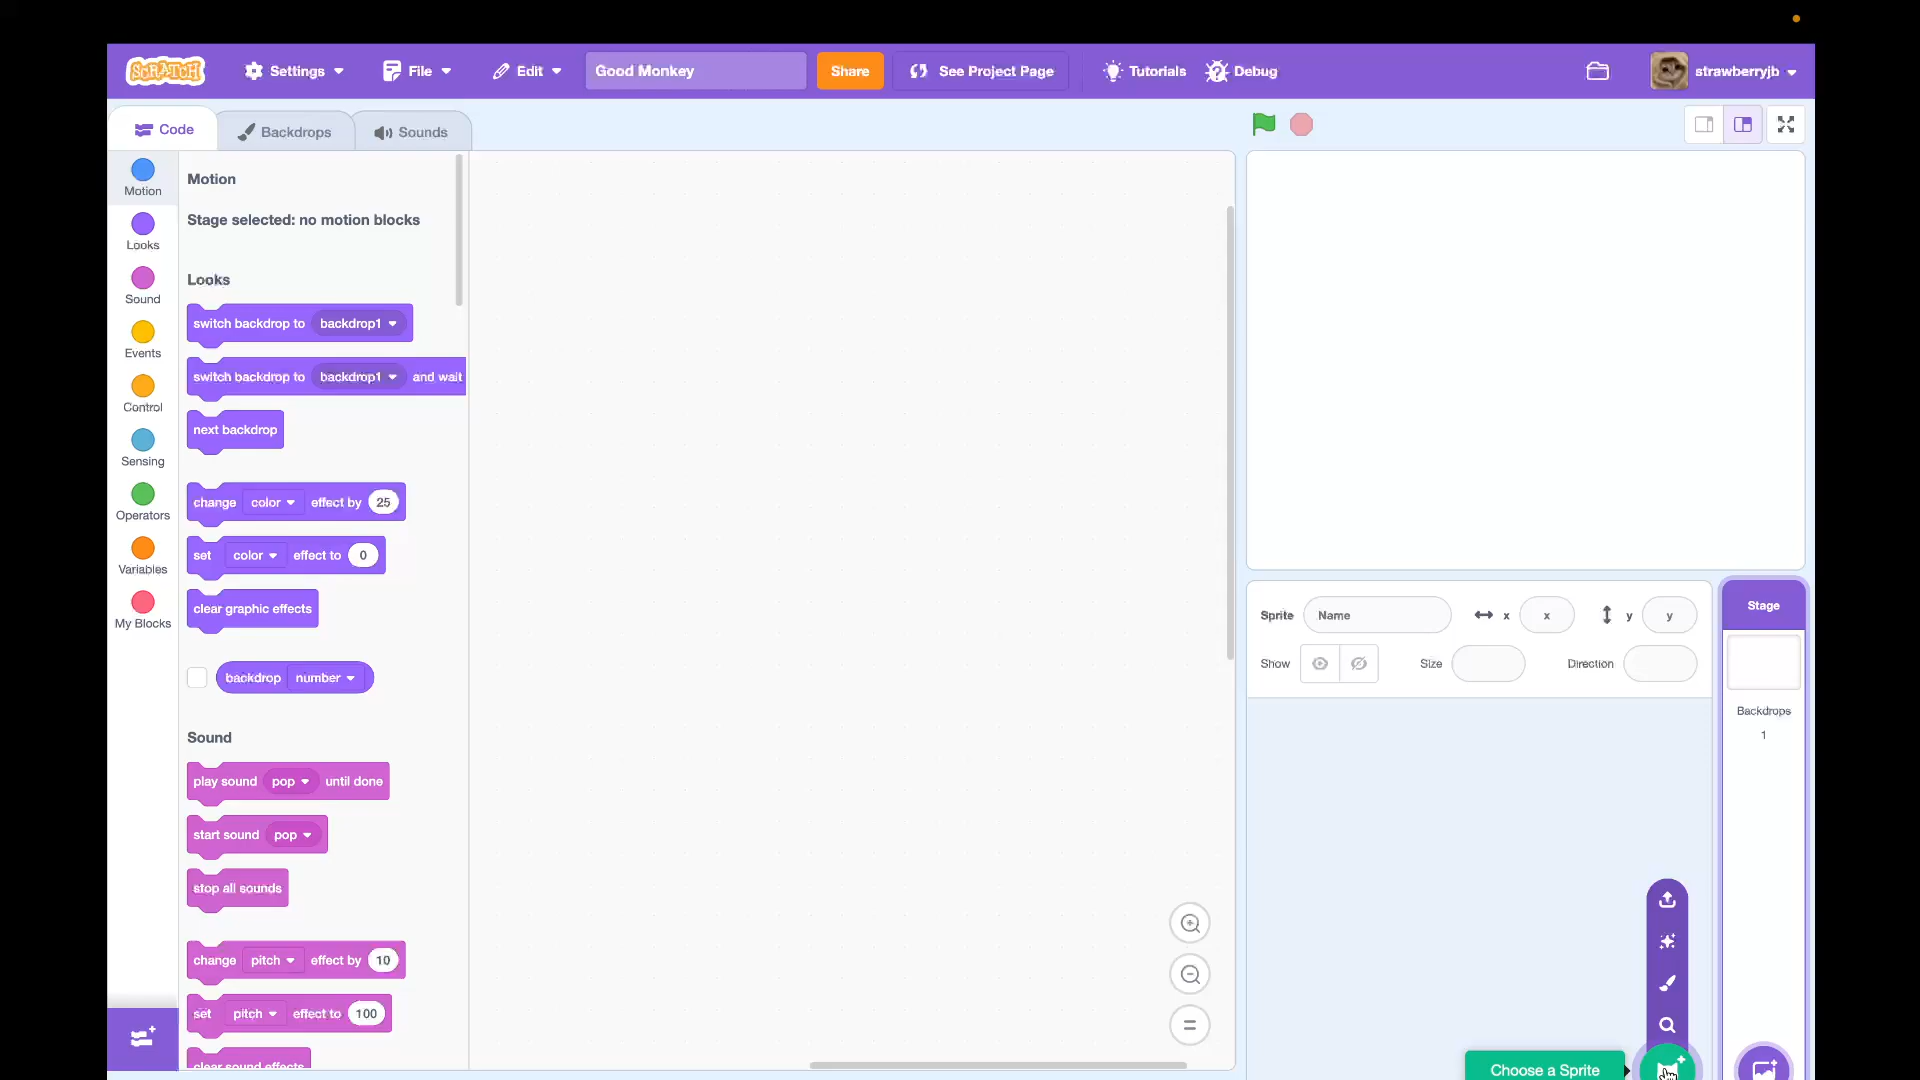 SCRATCH
Settings
File
Edit
Good Monkey
Share
See Project Page
Tutorials
Debug
strawberryjb
Code
Backdrops
Sounds
Motion
Looks
Sound
Events
Control
Sensing
Operators
Variables
My Blocks
Motion
Stage selected: no motion blocks
Looks
switch backdrop to backdrop1
switch backdrop to backdrop1 and wait
next backdrop
change color effect by 25
set color effect to 0
clear graphic effects
backdrop number
Sound
play sound pop until done
start sound pop
stop all sounds
change pitch effect by 10
set pitch effect to 100
clear sound effects
Sprite Name x x y y
Show Size Direction
Stage
Backdrops
1
Choose a Sprite